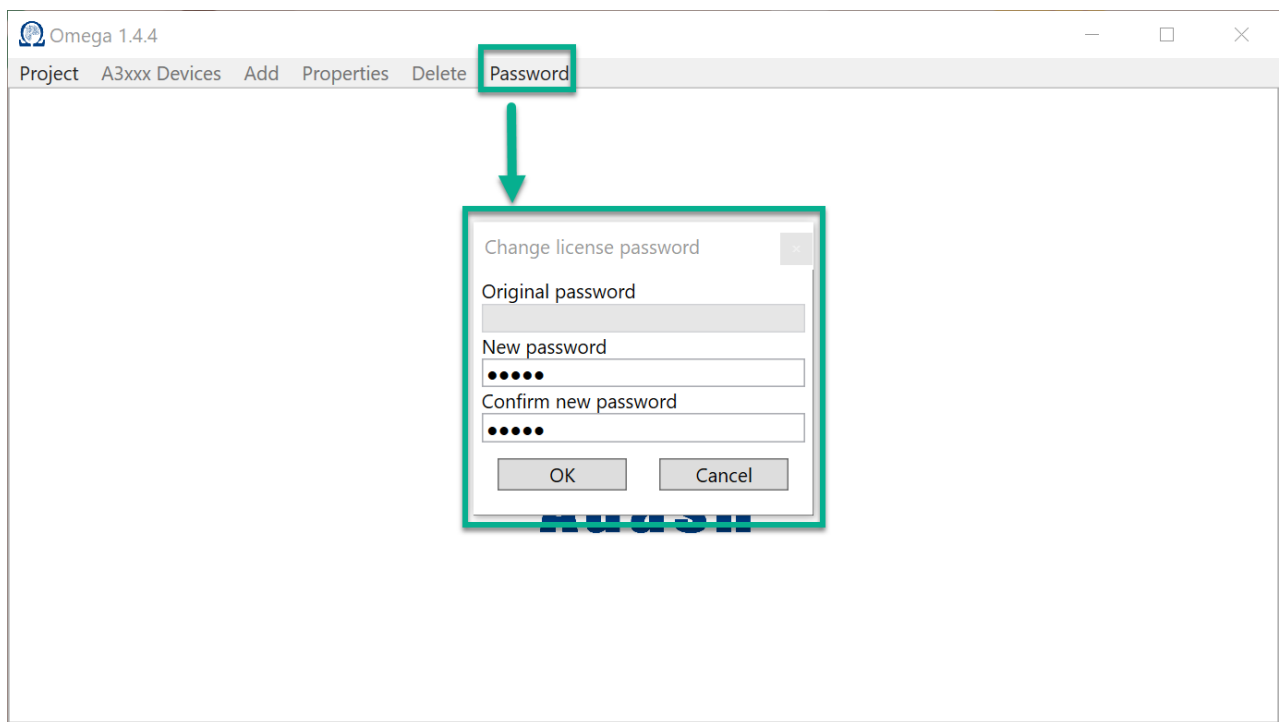 Omega 1.4.4
Project A3xxx Devices Add Properties Delete Password
Change license password
Original password
New password
•••••
Confirm new password
•••••
OK Cancel